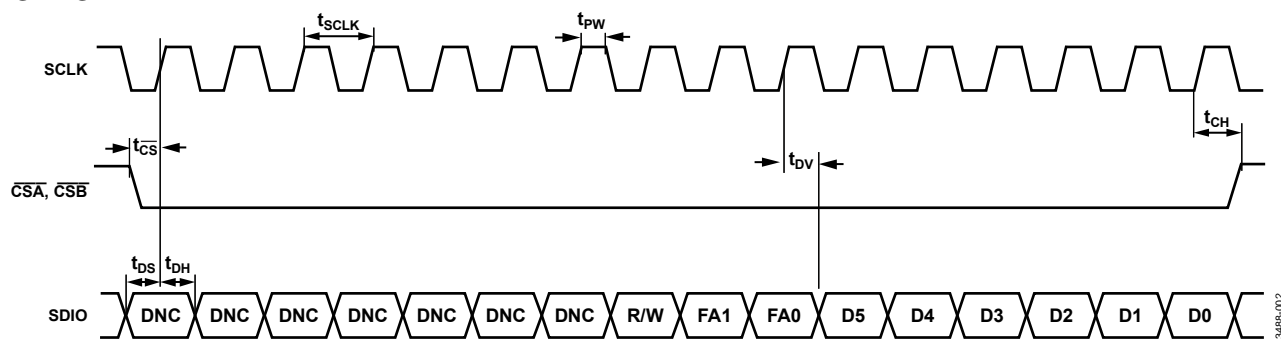 tSCLK
tPW
SCLK
tCH
tCS
tDV
CSA, CSB
tDS
tDH
SDIO DNC DNC DNC DNC DNC DNC DNC R/W FA1 FA0 D5 D4 D3 D2 D1 D0